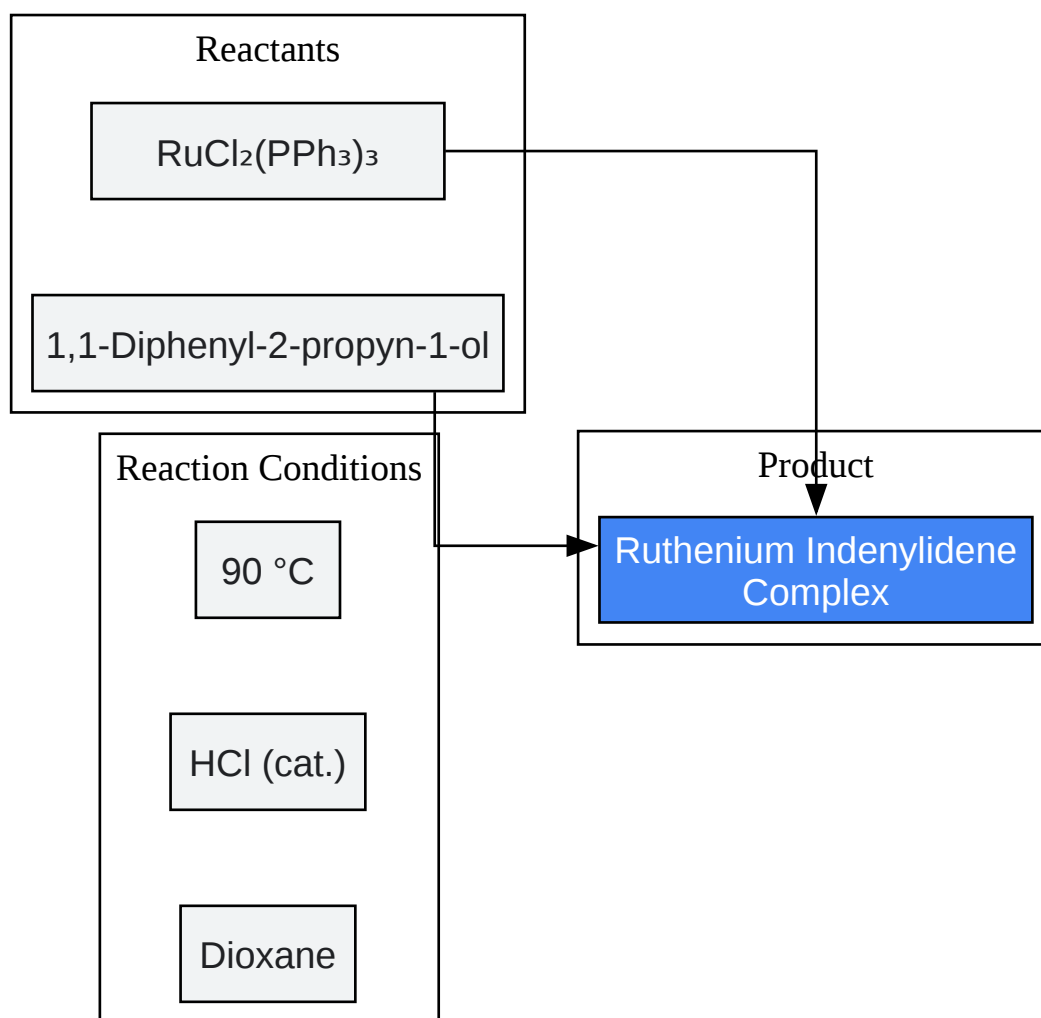 Reactants
RuCl₂(PPh₃)₃
1,1-Diphenyl-2-propyn-1-ol
Reaction Conditions
90 °C
HCl (cat.)
Dioxane
Product
Ruthenium Indenylidene
Complex